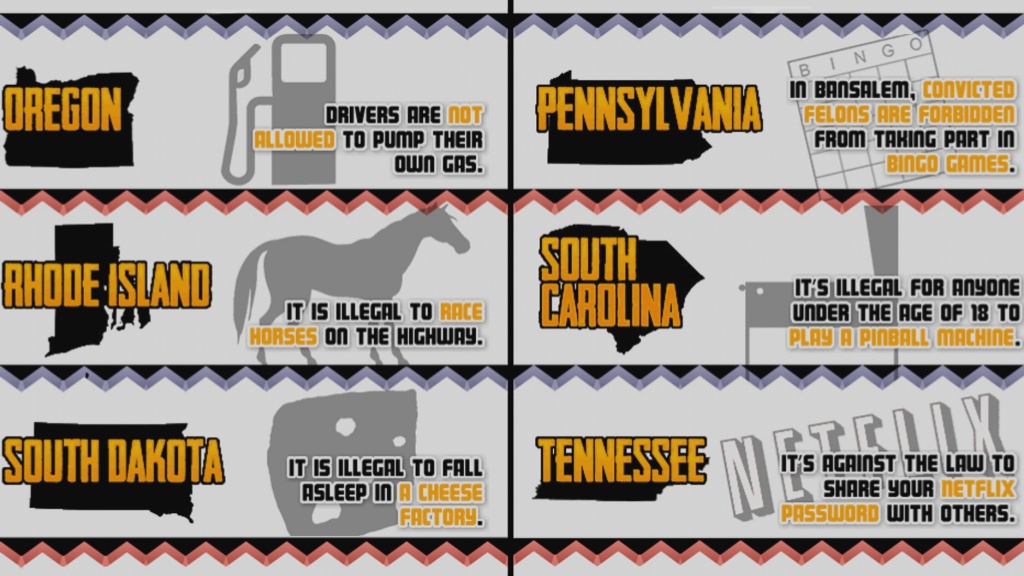 OREGON
DRIVERS ARE NOT
ALLOWED TO PUMP THEIR
OWN GAS.
BINGO
PENNSYLVANIA
IN BANSALEM, CONVICTED
FELONS ARE FORBIDDEN
FROM TAKING PART IN
BINGO GAMES.
RHODE ISLAND
IT IS ILLEGAL TO RACE
HORSES ON THE HIGHWAY.
SOUTH
CAROLINA
IT'S ILLEGAL FOR ANYONE
UNDER THE AGE OF 18 TO
PLAY A PINBALL MACHINE.
SOUTH DAKOTA
IT IS ILLEGAL TO FALL
ASLEEP IN A CHEESE
FACTORY.
TENNESSEE
NETFLIX
IT'S AGAINST THE LAW TO
SHARE YOUR NETFLIX
PASSWORD WITH OTHERS.